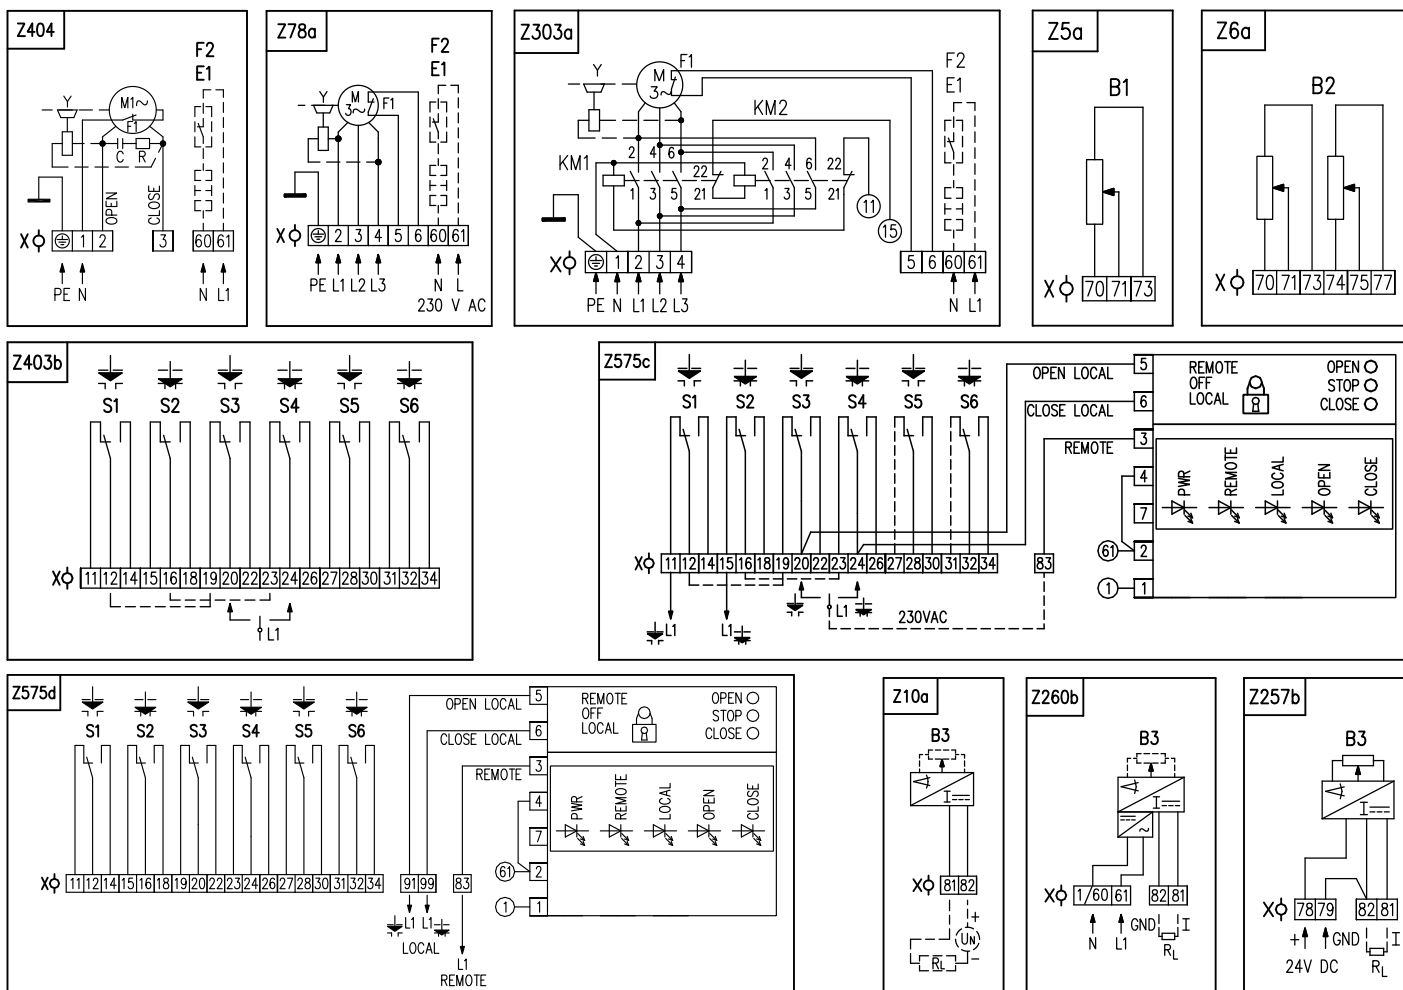 Z404
F2
E1
Y
M1~
F1
C R
OPEN
CLOSE
X 1 2 3 60 61
PE N N L1
Z78a
F2
E1
Y
M
3~
F1
X 2 3 4 5 6 60 61
PE L1 L2 L3 N L
230 V AC
Z303a
F2
E1
Y
M
3~
F1
KM2
KM1
2 4 6 22 2 4 6 22
1 3 5 21 1 3 5 21
11
15
X 1 2 3 4 5 6 60 61
PE N L1 L2 L3 N L1
Z5a
B1
X 70 71 73
Z6a
B2
X 70 71 73 74 75 77
Z403b
S1 S2 S3 S4 S5 S6
X 11 12 14 15 16 18 19 20 22 23 24 26 27 28 30 31 32 34
L1
Z575c
S1 S2 S3 S4 S5 S6
X 11 12 14 15 16 18 19 20 22 23 24 26 27 28 30 31 32 34 83
L1 L1 L1
230VAC
OPEN LOCAL 5
CLOSE LOCAL 6
REMOTE 3
4
7
61 2
1 1
REMOTE
OFF
LOCAL
OPEN
STOP
CLOSE
PWR
REMOTE
LOCAL
OPEN
CLOSE
Z575d
S1 S2 S3 S4 S5 S6
X 11 12 14 15 16 18 19 20 22 23 24 26 27 28 30 31 32 34 91 99 83
L1 L1
LOCAL
L1
REMOTE
OPEN LOCAL 5
CLOSE LOCAL 6
REMOTE 3
4
7
61 2
1 1
REMOTE
OFF
LOCAL
OPEN
STOP
CLOSE
PWR
REMOTE
LOCAL
OPEN
CLOSE
Z10a
B3
I
X 81 82
+
UN
−
RL
Z260b
B3
I
~
X 1/60 61 82 81
N L1 GND I
RL
Z257b
B3
I
X 78 79 82 81
+ GND I
24V DC RL